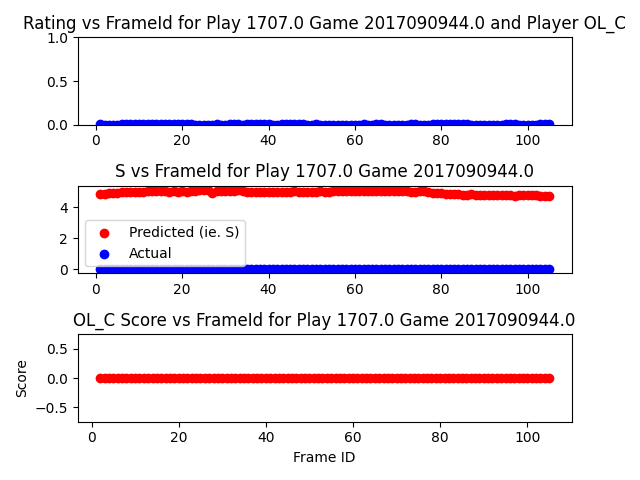 Rating vs FrameId for Play 1707.0 Game 2017090944.0 and Player OL_C
1.0
0.5
0.0
0 20 40 60 80 100
S vs FrameId for Play 1707.0 Game 2017090944.0
4
2
0
Predicted (ie. S)
Actual
0 20 40 60 80 100
OL_C Score vs FrameId for Play 1707.0 Game 2017090944.0
Score
0.5
0.0
−0.5
0 20 40 60 80 100
Frame ID